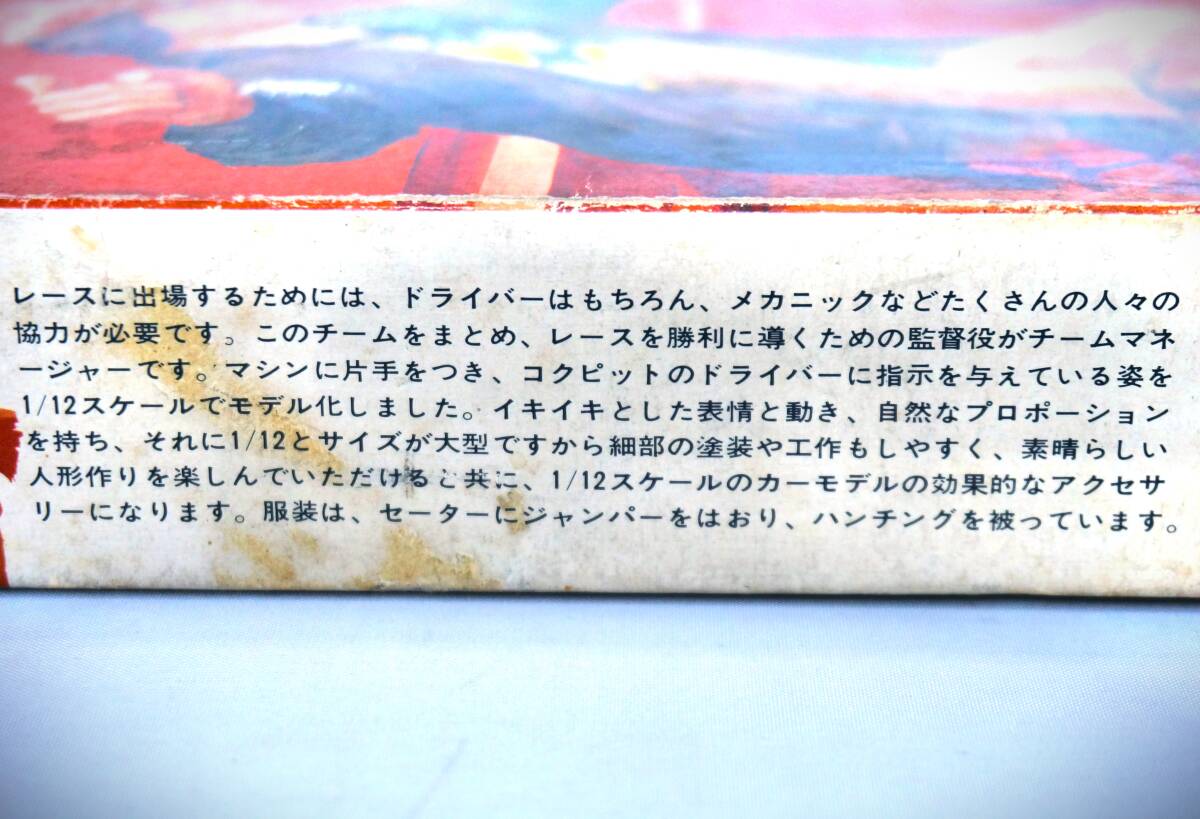 レースに出場するためには、ドライバーはもちろん、メカニックなどたくさんの人々の
協力が必要です。このチームをまとめ、レースを勝利に導くための監督役がチームマネ
ージャーです。マシンに片手をつき、コクピットのドライバーに指示を与えている姿を
1/12スケールでモデル化しました。イキイキとした表情と動き、自然なプロポーション
を持ち、それに1/12とサイズが大型ですから細部の塗装や工作もしやすく、素晴らしい
人形作りを楽しんでいただけると共に、1/12スケールのカーモデルの効果的なアクセサ
リーになります。服装は、セーターにジャンパーをはおり、ハンチングを被っています。